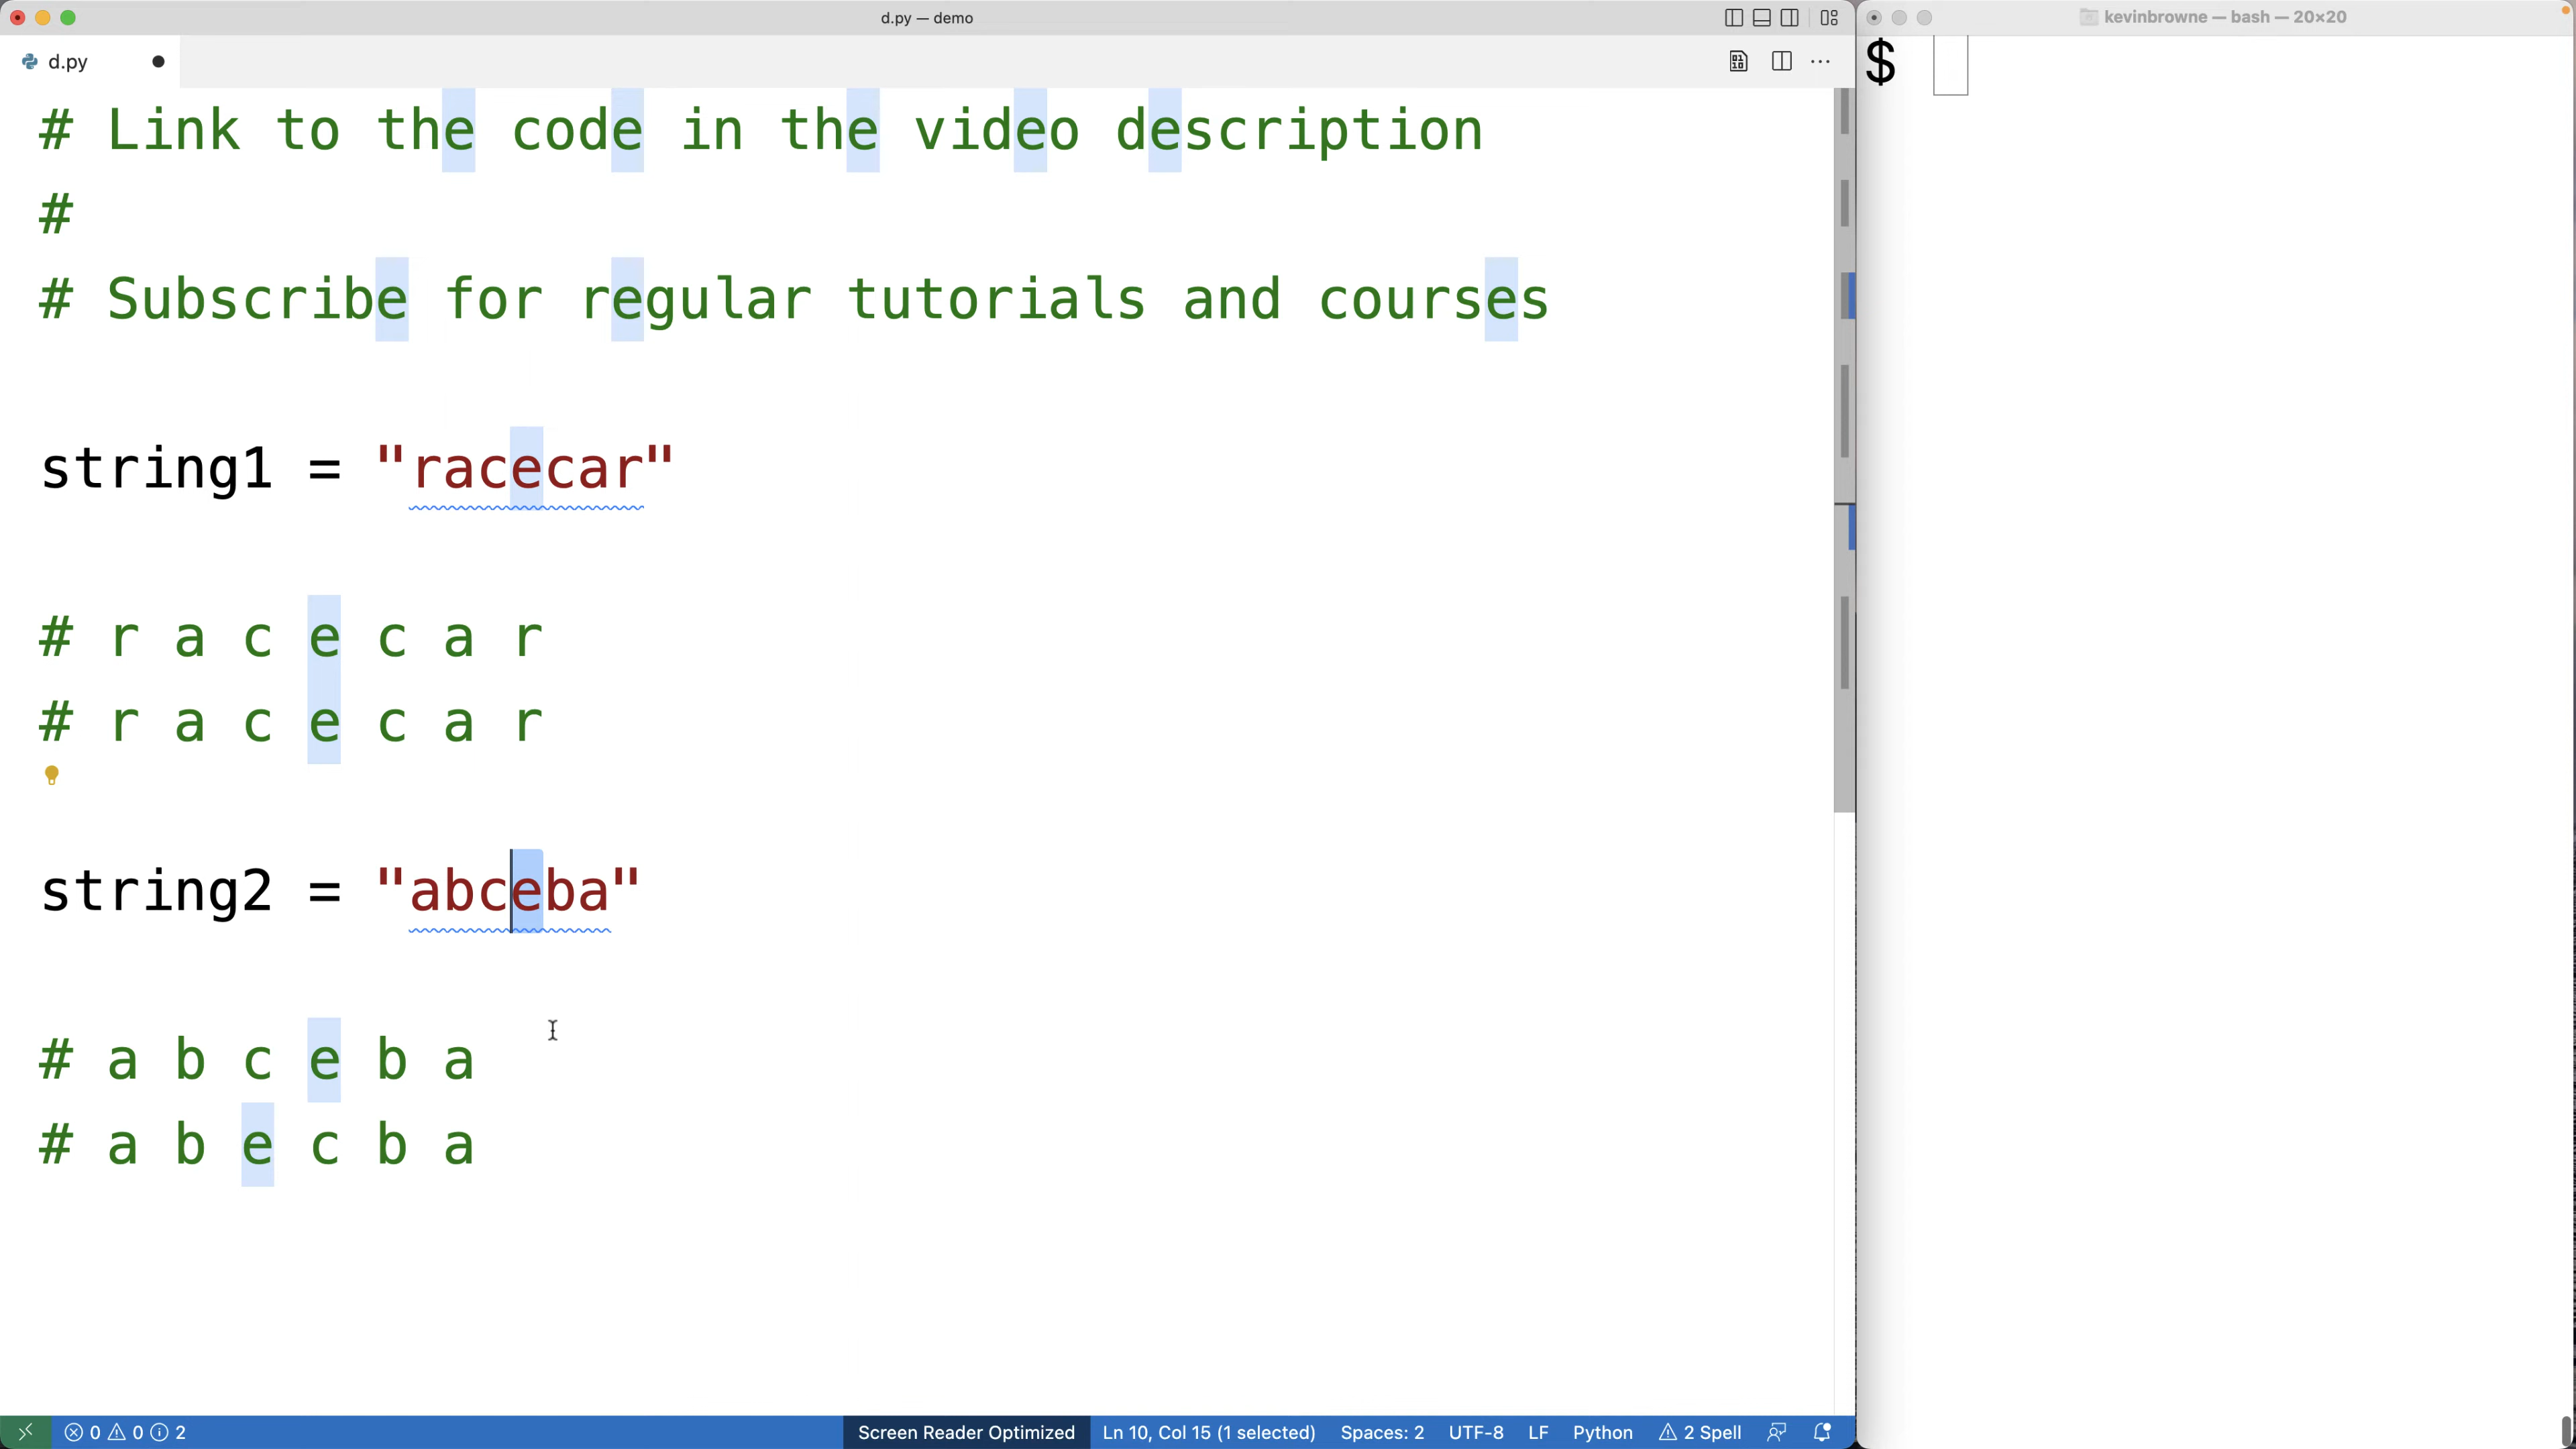 d.py — demo
kevinbrowne — bash — 20×20
d.py
$
# Link to the code in the video description
#
# Subscribe for regular tutorials and courses
string1 = "racecar"
# r a c e c a r
# r a c e c a r
string2 = "abceba"
# a b c e b a
# a b e c b a
0 0 2 Screen Reader Optimized Ln 10, Col 15 (1 selected) Spaces: 2 UTF-8 LF Python 2 Spell